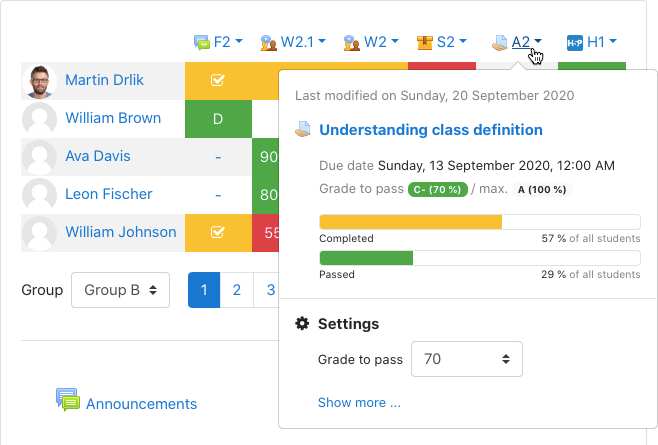 F2 W2.1 W2 S2 A2 H-P H1
Martin Drlik
William Brown D
Ava Davis - 90
Leon Fischer - 80
William Johnson 55
Group Group B 1 2 3
Announcements
Last modified on Sunday, 20 September 2020
Understanding class definition
Due date Sunday, 13 September 2020, 12:00 AM
Grade to pass C- (70 %) / max. A (100 %)
Completed 57 % of all students
Passed 29 % of all students
Settings
Grade to pass 70
Show more ...